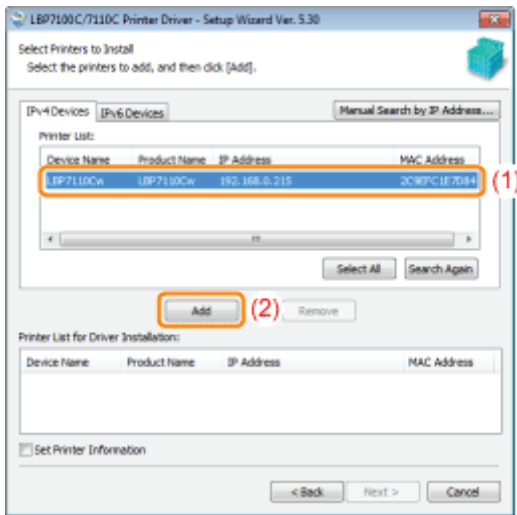 LBP7100C/7110C Printer Driver - Setup Wizard Ver. 5.30
Select Printers to Install
Select the printers to add, and then click [Add].
IPv4 Devices IPv6 Devices Manual Search by IP Address...
Printer List:
Device Name Product Name IP Address MAC Address
LBP7110Cw LBP7110Cw 192.168.0.215 2C9EFC1E7D84 (1)
Select All Search Again
Add (2) Remove
Printer List for Driver Installation:
Device Name Product Name IP Address MAC Address
Set Printer Information
< Back Next > Cancel